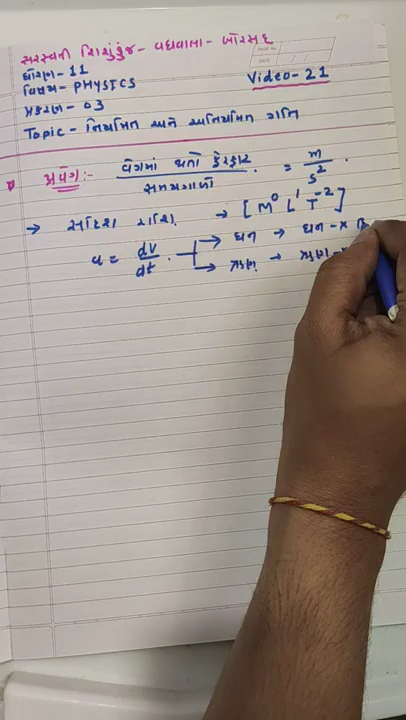 સરસ્વતી શિશુકુંજ - વઘવાલા - બોરસદ
ધોરણ - 11
વિષય - PHYSICS
Video - 21
પ્રકરણ - 03
Topic - નિયમિત અને અનિયમિત ગતિ
પ્રવેગ :- વેગમાં થતો ફેરફાર / સમયગાળો = m / s²
→ સદિશ રાશિ → [M⁰ L¹ T⁻²]
a = dv / dt → ધન → ધન - x
→ ઋણ → ઋણ - x